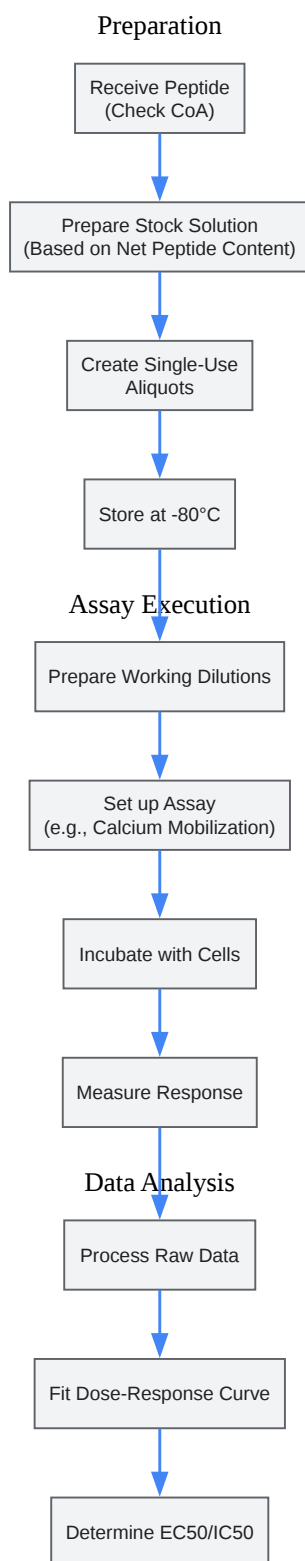 Preparation
Receive Peptide
(Check CoA)
Prepare Stock Solution
(Based on Net Peptide Content)
Create Single-Use
Aliquots
Store at -80°C
Assay Execution
Prepare Working Dilutions
Set up Assay
(e.g., Calcium Mobilization)
Incubate with Cells
Measure Response
Data Analysis
Process Raw Data
Fit Dose-Response Curve
Determine EC50/IC50